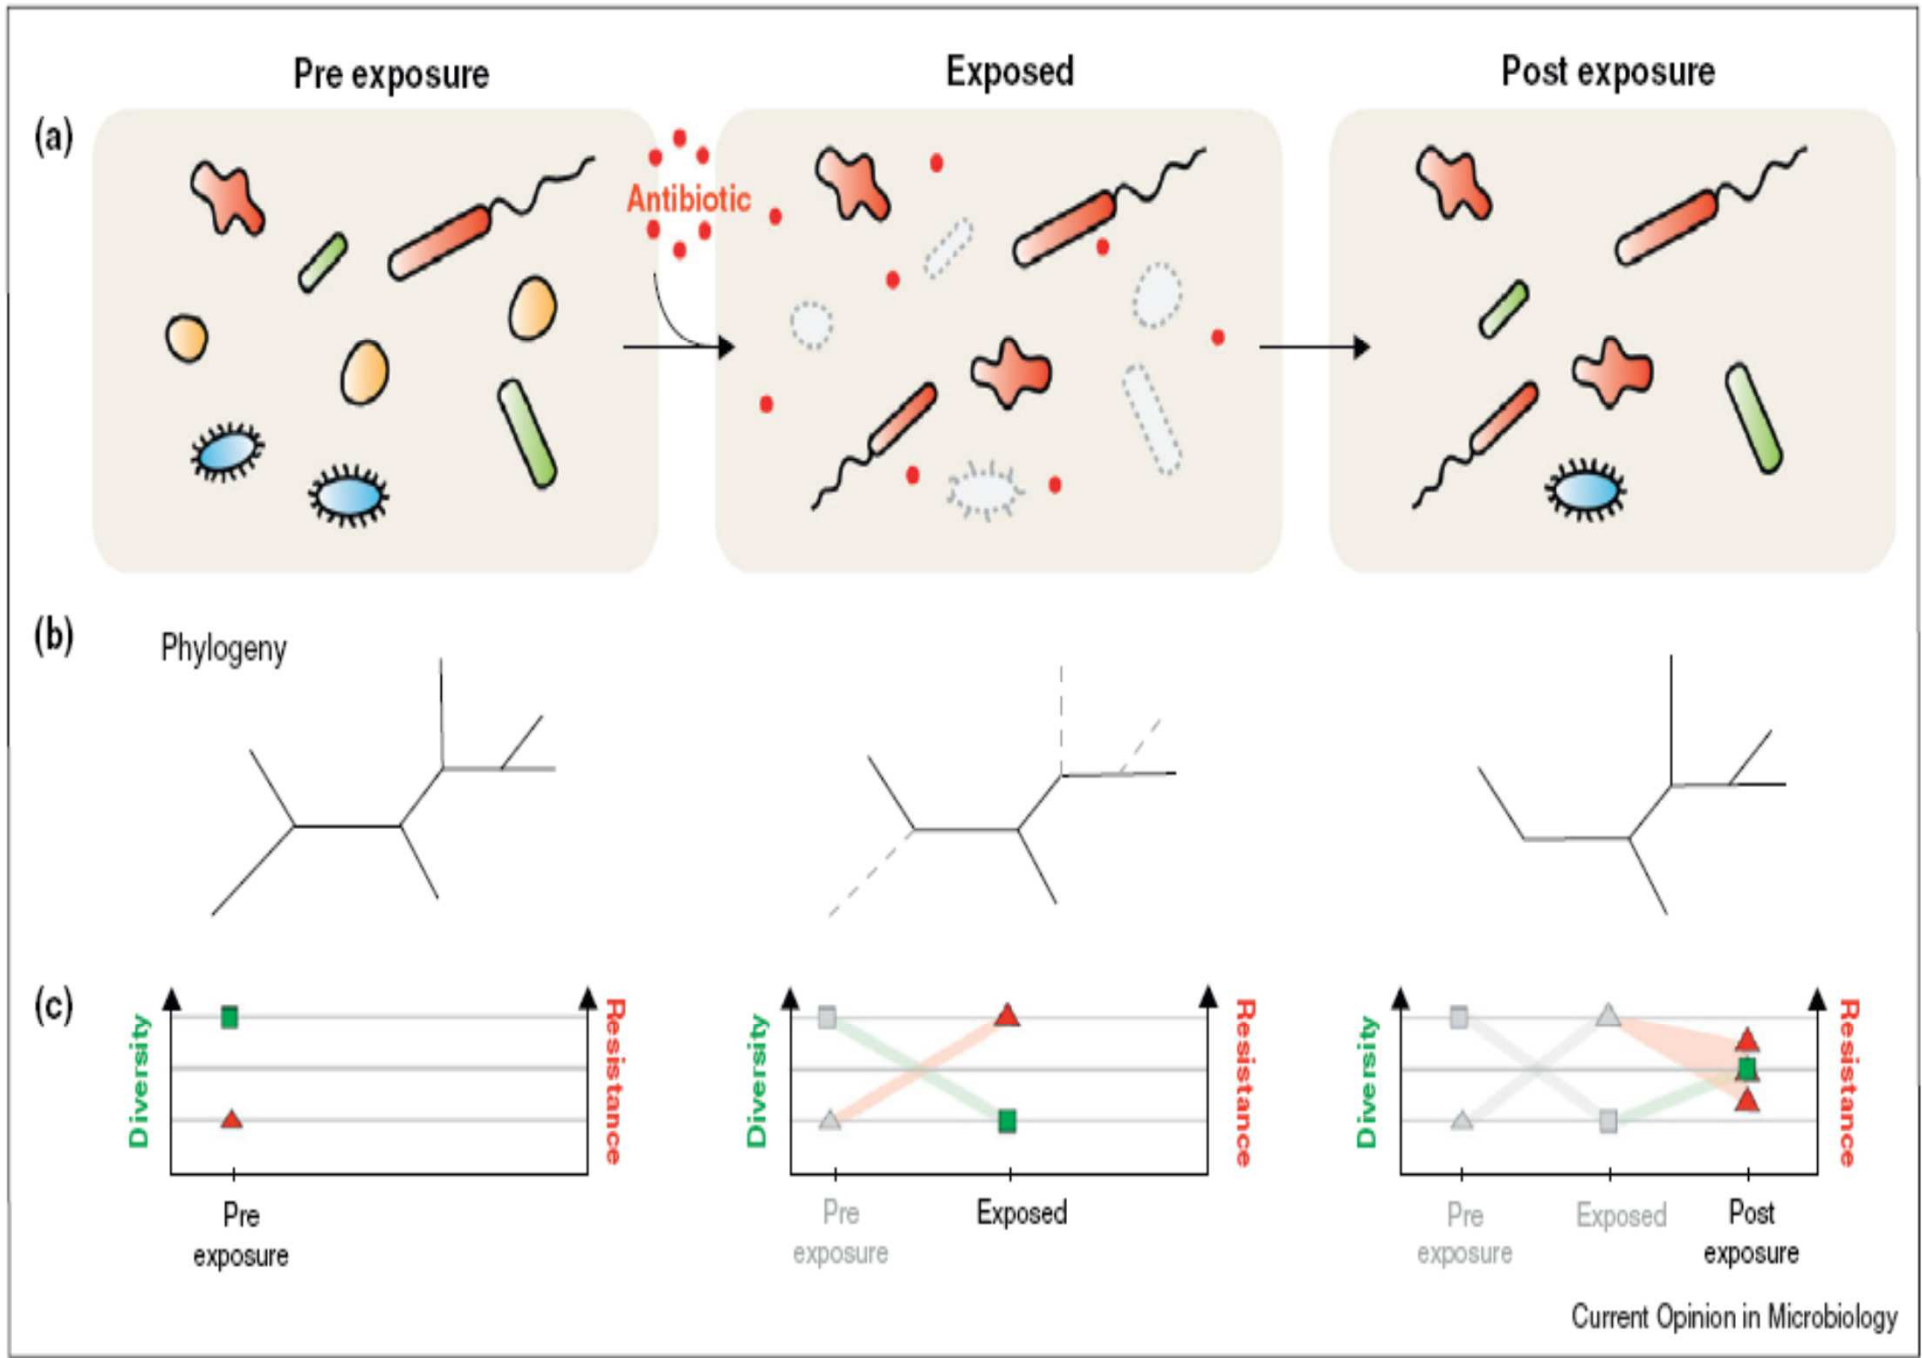 Pre exposure
Exposed
Post exposure
(a)
Antibiotic
(b)
Phylogeny
(c)
Diversity
Resistance
Pre
exposure
Diversity
Resistance
Pre
exposure
Exposed
Diversity
Resistance
Pre
exposure
Exposed
Post
exposure
Current Opinion in Microbiology